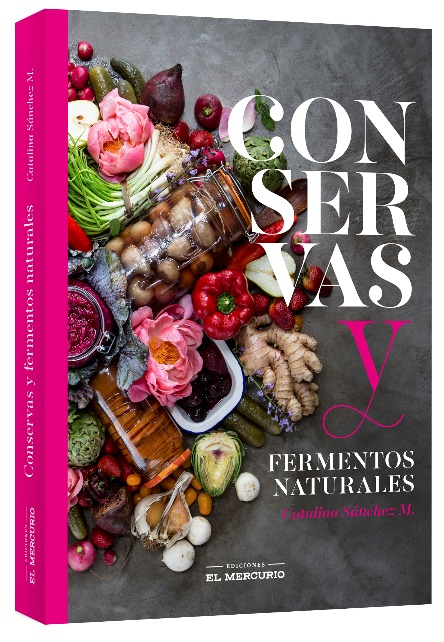 Catalina Sánchez M.
Conservas y fermentos naturales
EDICIONES
EL MERCURIO
CON
SER
VAS
Y
FERMENTOS
NATURALES
Catalina Sánchez M.
EDICIONES
EL MERCURIO